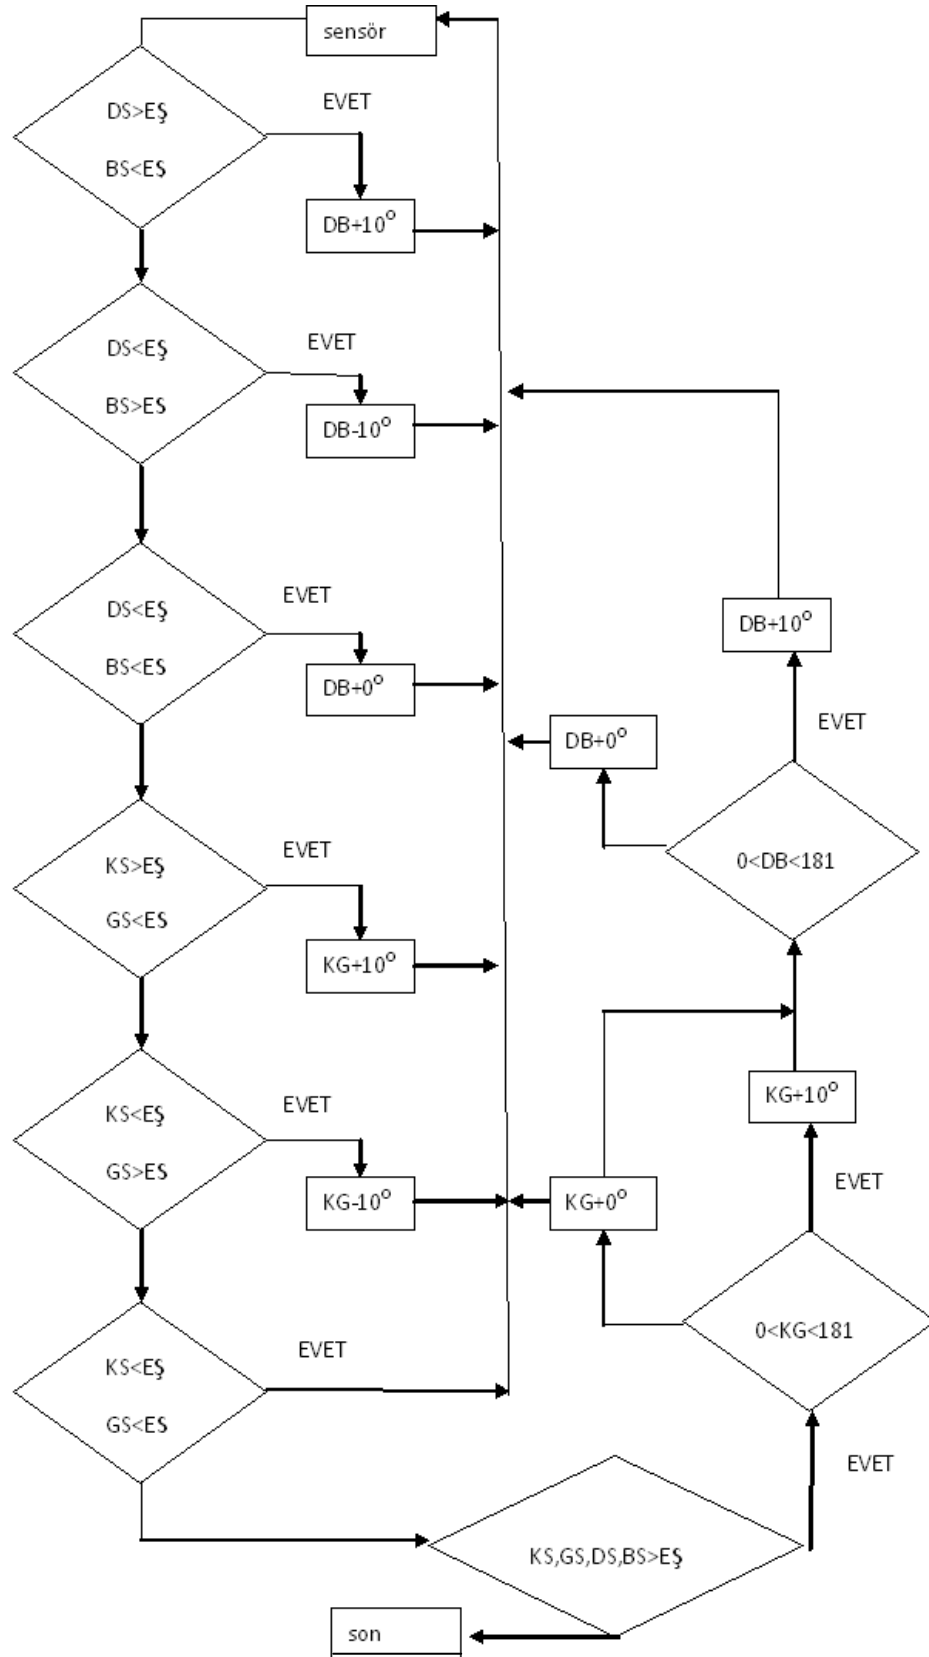 sensör
DS>EŞ
BS<EŞ
EVET
DB+10°
DS<EŞ
BS>EŞ
EVET
DB-10°
DS<EŞ
BS<EŞ
EVET
DB+0°
KS>EŞ
GS<EŞ
EVET
KG+10°
KS<EŞ
GS>EŞ
EVET
KG-10°
KS<EŞ
GS<EŞ
EVET
KS,GS,DS,BS>EŞ
EVET
0<KG<181
EVET
KG+10°
KG+0°
0<DB<181
EVET
DB+10°
DB+0°
son